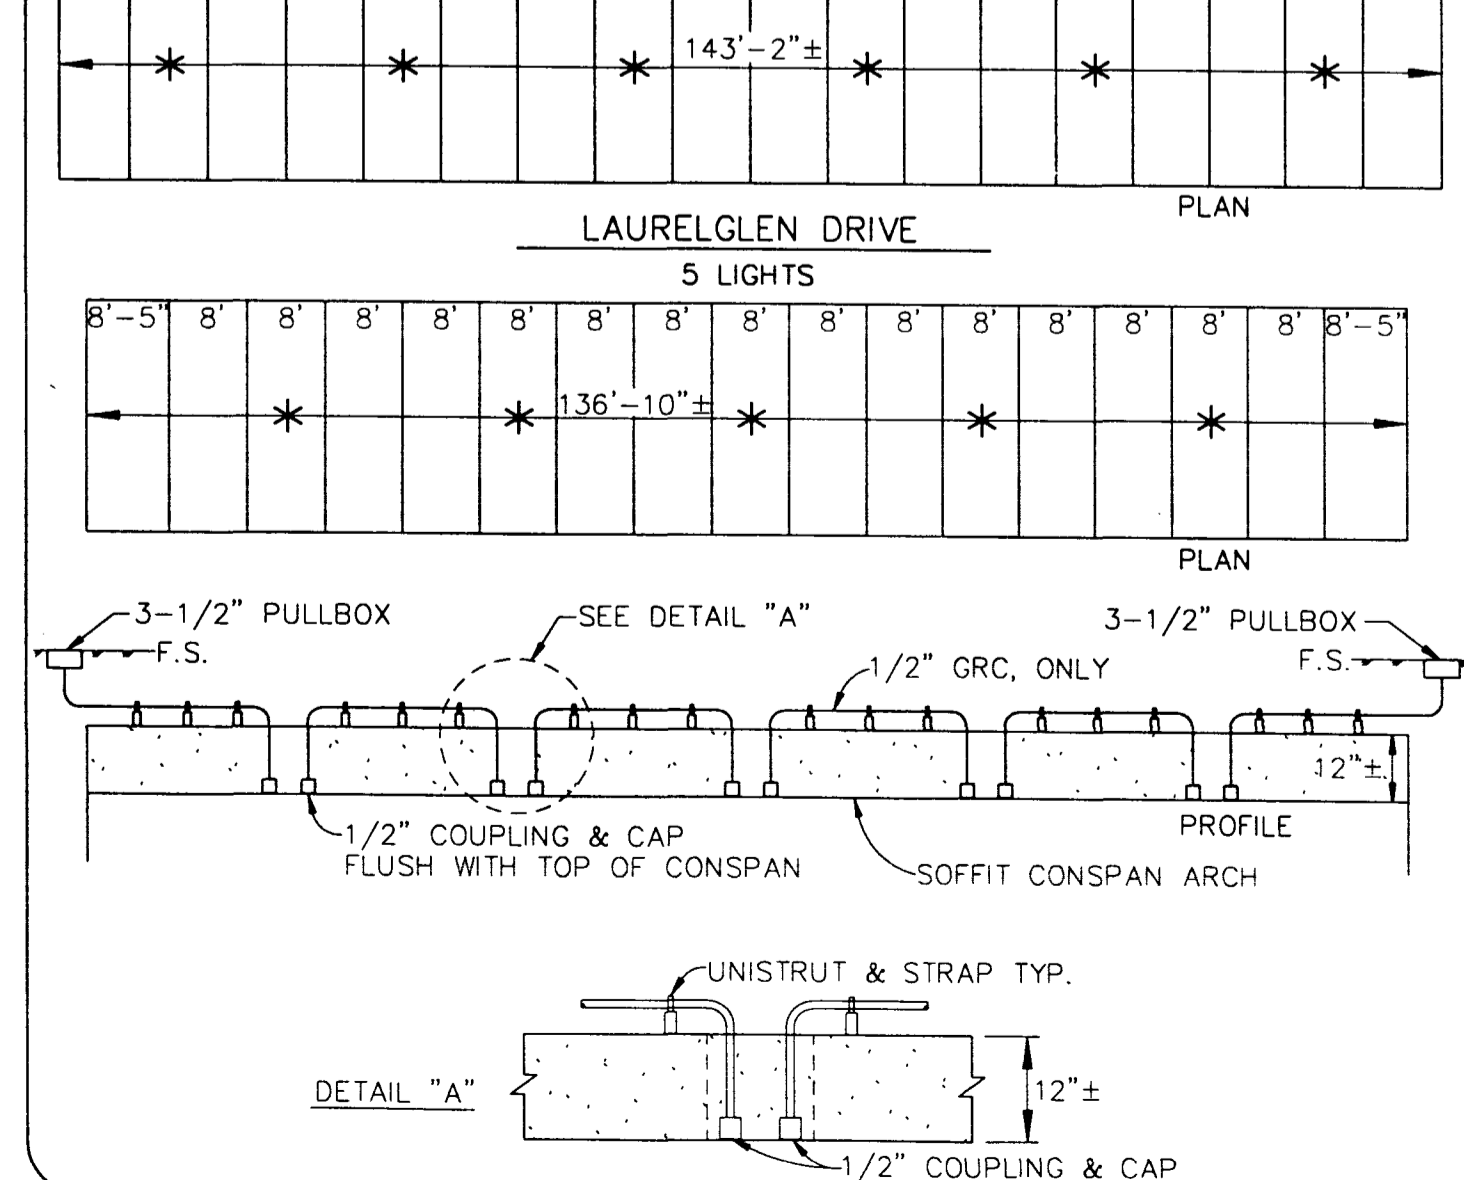 143'-2"±
PLAN
LAURELGLEN DRIVE
5 LIGHTS
8'-5" 8' 8' 8' 8' 8' 8' 8' 8' 8' 8' 8' 8' 8' 8' 8' 8'-5"
136'-10"±
PLAN
3-1/2" PULLBOX
SEE DETAIL "A"
3-1/2" PULLBOX
F.S.
1/2" GRC, ONLY
F.S.
12"±
1/2" COUPLING & CAP
FLUSH WITH TOP OF CONSPAN
PROFILE
SOFFIT CONSPAN ARCH
UNISTRUT & STRAP TYP.
DETAIL "A"
12"±
1/2" COUPLING & CAP